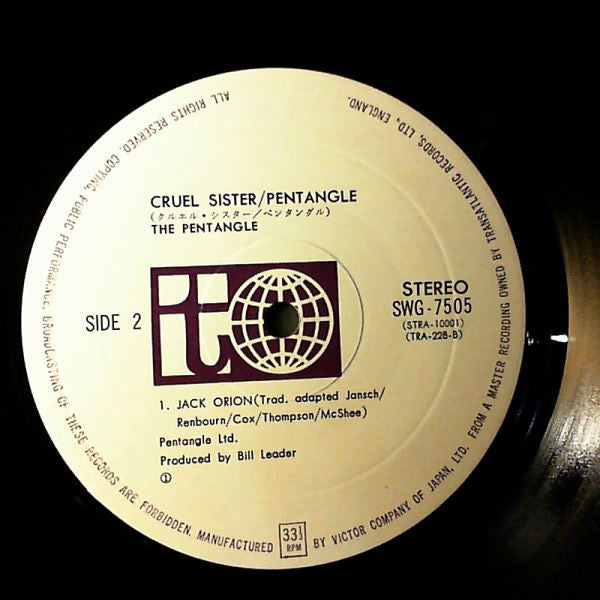 CRUEL SISTER/PENTANGLE
(クルエル・シスター/ペンタングル)
THE PENTANGLE
it
SIDE 2
STEREO
SWG-7505
(STRA-10001)
(TRA-228-B)
1. JACK ORION(Trad. adapted Jansch/
Renbourn/Cox/Thompson/McShee)
Pentangle Ltd.
Produced by Bill Leader
①
33⅓
RPM
ALL RIGHTS RESERVED. COPYING, PUBLIC PERFORMANCE, BROADCASTING OF THESE RECORDS ARE FORBIDDEN. MANUFACTURED BY VICTOR COMPANY OF JAPAN, LTD. FROM A MASTER RECORDING OWNED BY TRANSATLANTIC RECORDS, LTD, ENGLAND.